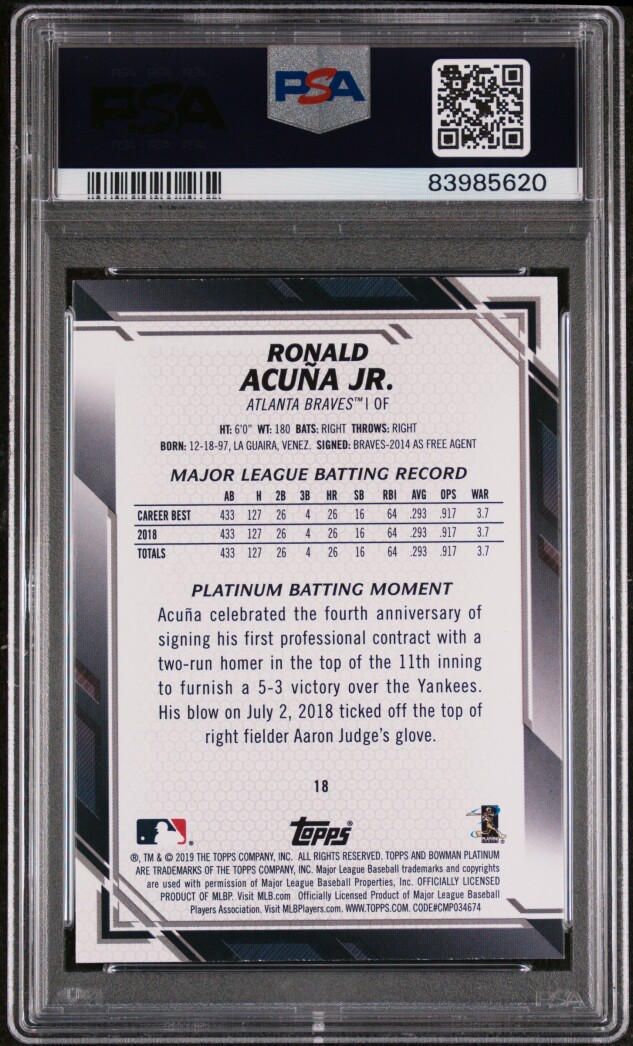 PSA
PSA
83985620
RONALD
ACUÑA JR.
ATLANTA BRAVES™ | OF
HT: 6'0" WT: 180 BATS: RIGHT THROWS: RIGHT
BORN: 12-18-97, LA GUAIRA, VENEZ. SIGNED: BRAVES-2014 AS FREE AGENT
MAJOR LEAGUE BATTING RECORD
AB H 2B 3B HR SB RBI AVG OPS WAR
CAREER BEST 433 127 26 4 26 16 64 .293 .917 3.7
2018 433 127 26 4 26 16 64 .293 .917 3.7
TOTALS 433 127 26 4 26 16 64 .293 .917 3.7
PLATINUM BATTING MOMENT
Acuña celebrated the fourth anniversary of
signing his first professional contract with a
two-run homer in the top of the 11th inning
to furnish a 5-3 victory over the Yankees.
His blow on July 2, 2018 ticked off the top of
right fielder Aaron Judge's glove.
18
Topps®
®, TM & © 2019 THE TOPPS COMPANY, INC. ALL RIGHTS RESERVED. TOPPS AND BOWMAN PLATINUM
ARE TRADEMARKS OF THE TOPPS COMPANY, INC. Major League Baseball trademarks and copyrights
are used with permission of Major League Baseball Properties, Inc. OFFICIALLY LICENSED
PRODUCT OF MLBP. Visit MLB.com Officially Licensed Product of Major League Baseball
Players Association. Visit MLBPlayers.com. WWW.TOPPS.COM. CODE#CMP034674
PSA